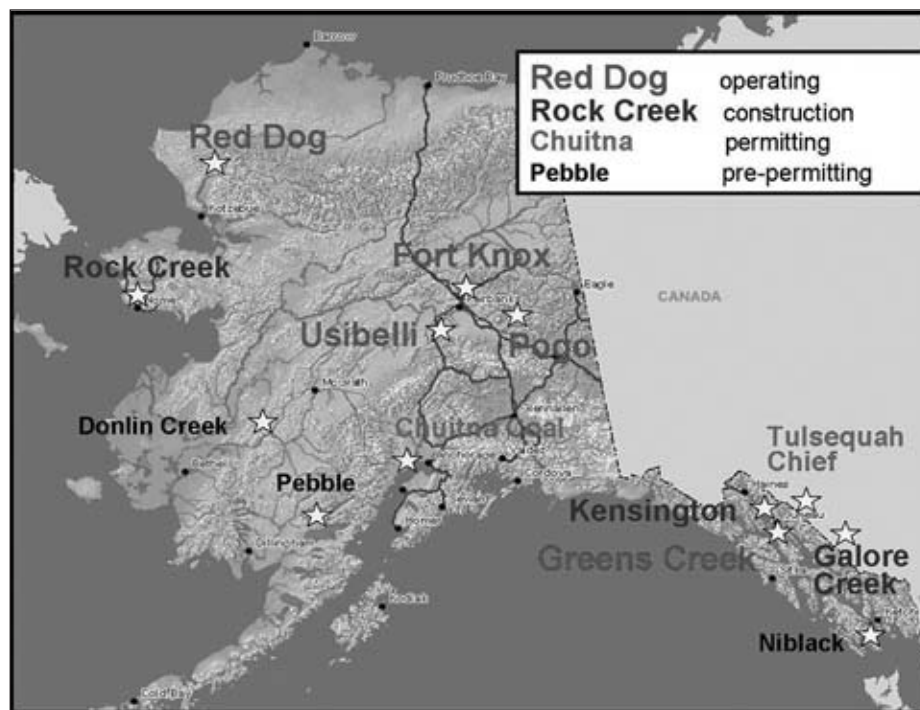 Barrow
Prudhoe Bay
Red Dog operating
Rock Creek construction
Chuitna permitting
Pebble pre-permitting
Red Dog
Kotzebue
Fort Knox
Rock Creek
Eagle
CANADA
Nome
Usibelli
Pogo
McGrath
Donlin Creek
Chuitna Coal
Tulsequah
Chief
Bethel
Pebble
Cordova
Haines
Kensington
Homer
Dillingham
Greens Creek
Galore
Creek
Kodiak
Niblack
Cold Bay